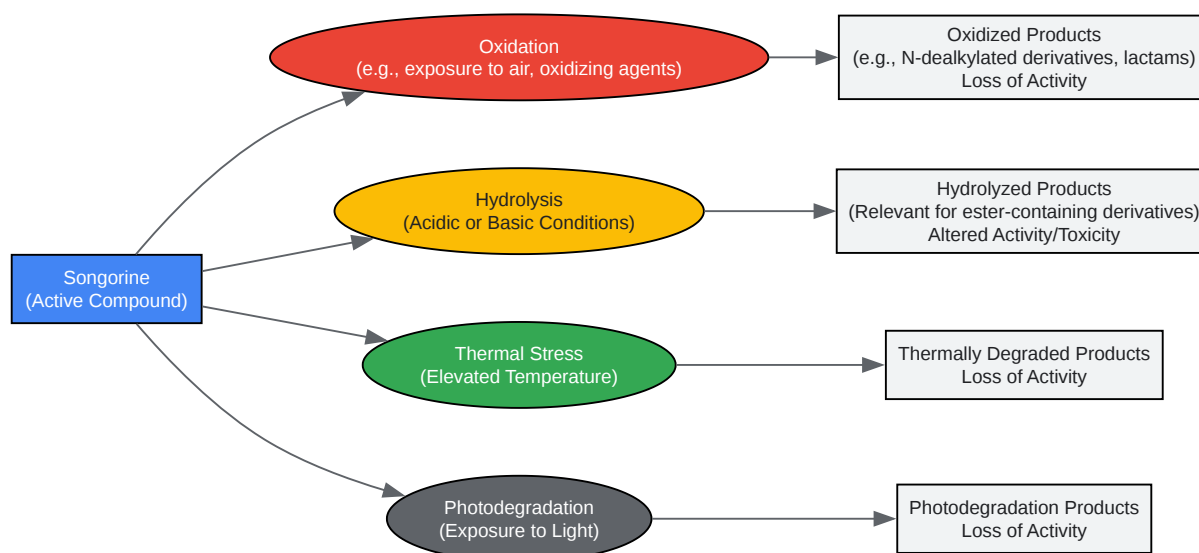 Oxidation
(e.g., exposure to air, oxidizing agents)
Oxidized Products
(e.g., N-dealkylated derivatives, lactams)
Loss of Activity
Hydrolysis
(Acidic or Basic Conditions)
Hydrolyzed Products
(Relevant for ester-containing derivatives)
Altered Activity/Toxicity
Songorine
(Active Compound)
Thermal Stress
(Elevated Temperature)
Thermally Degraded Products
Loss of Activity
Photodegradation
(Exposure to Light)
Photodegradation Products
Loss of Activity